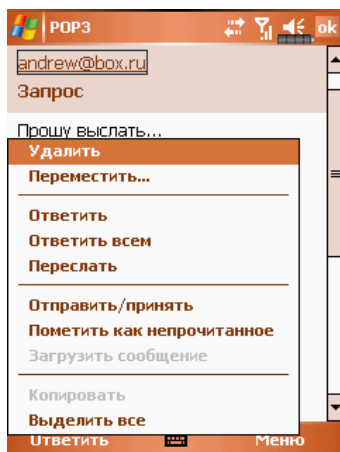 POP3 ok
andrew@box.ru
Запрос
Прошу выслать...
Удалить
Переместить...
Ответить
Ответить всем
Переслать
Отправить/принять
Пометить как непрочитанное
Загрузить сообщение
Копировать
Выделить все
Ответить Меню